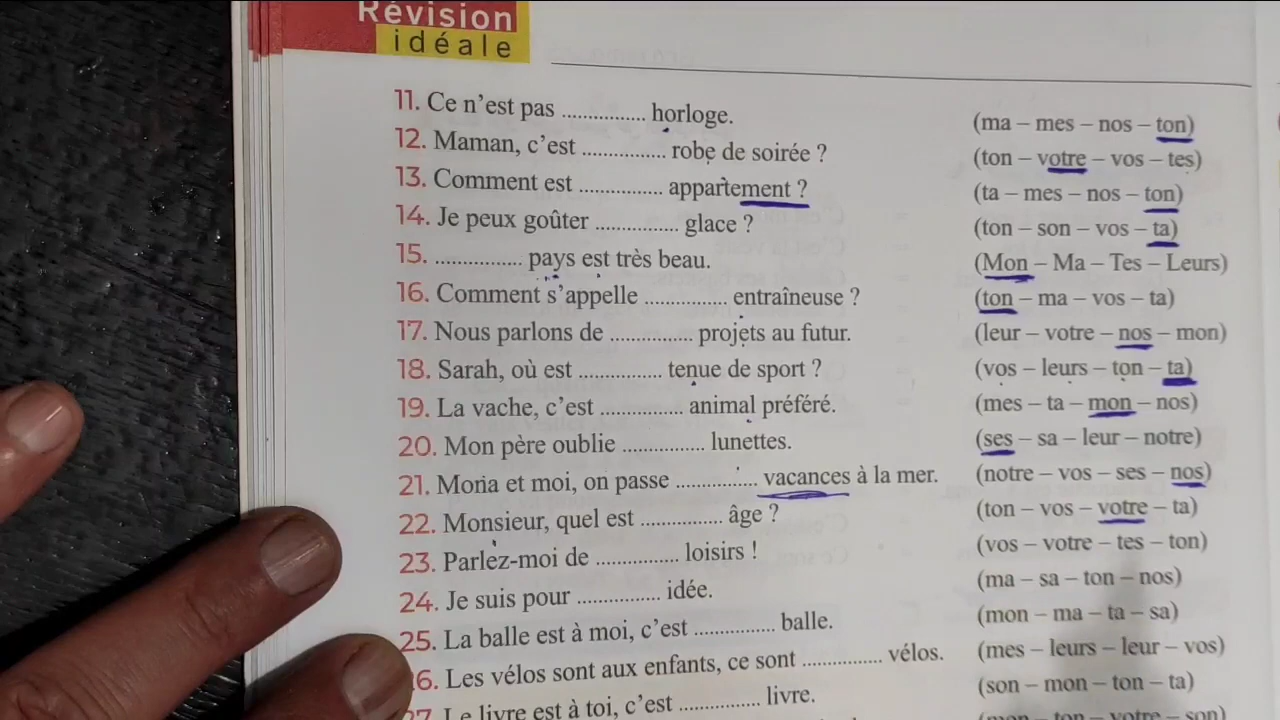 Révision
idéale
11. Ce n'est pas ............... horloge. (ma – mes – nos – ton)
12. Maman, c'est ............... robe de soirée ? (ton – votre – vos – tes)
13. Comment est ............... appartement ? (ta – mes – nos – ton)
14. Je peux goûter ............... glace ? (ton – son – vos – ta)
15. ............... pays est très beau. (Mon – Ma – Tes – Leurs)
16. Comment s'appelle ............... entraîneuse ? (ton – ma – vos – ta)
17. Nous parlons de ............... projets au futur. (leur – votre – nos – mon)
18. Sarah, où est ............... tenue de sport ? (vos – leurs – ton – ta)
19. La vache, c'est ............... animal préféré. (mes – ta – mon – nos)
20. Mon père oublie ............... lunettes. (ses – sa – leur – notre)
21. Mona et moi, on passe ............... vacances à la mer. (notre – vos – ses – nos)
22. Monsieur, quel est ............... âge ? (ton – vos – votre – ta)
23. Parlez-moi de ............... loisirs ! (vos – votre – tes – ton)
24. Je suis pour ............... idée. (ma – sa – ton – nos)
25. La balle est à moi, c'est ............... balle. (mon – ma – ta – sa)
26. Les vélos sont aux enfants, ce sont ............... vélos. (mes – leurs – leur – vos)
27. Le livre est à toi, c'est ............... livre. (son – mon – ton – ta)
(mon – ton – votre – son)